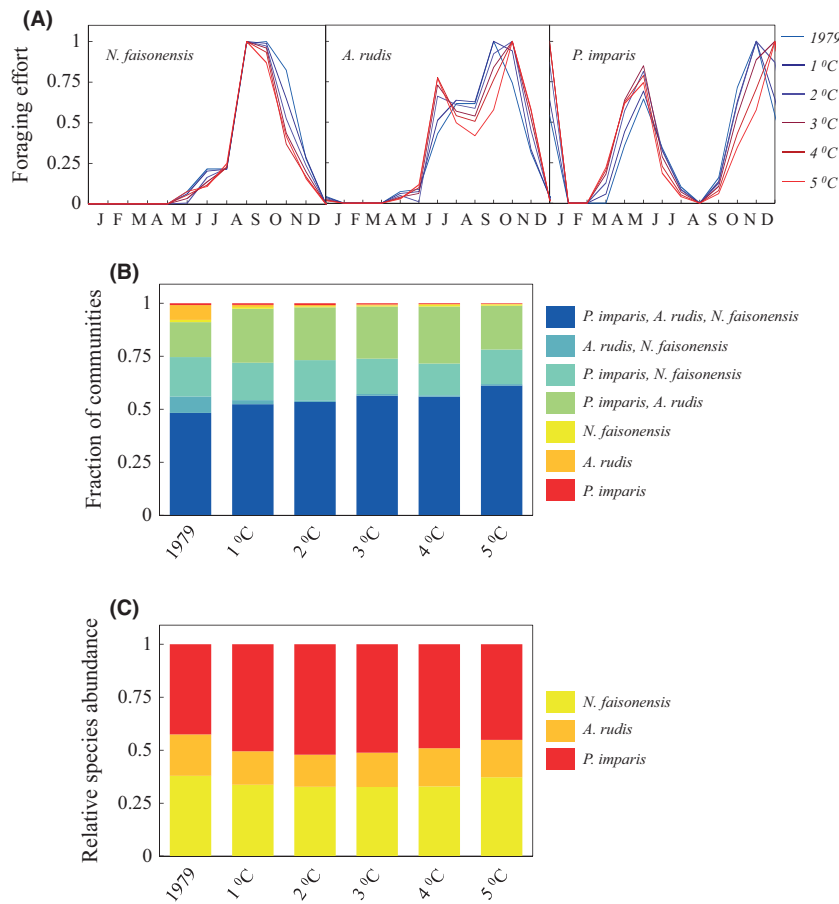 (A)
Foraging effort
1
0.75
0.5
0.25
0
N. faisonensis
A. rudis
P. imparis
J F M A M J J A S O N D
J F M A M J J A S O N D
J F M A M J J A S O N D
1979
1 ⁰C
2 ⁰C
3 ⁰C
4 ⁰C
5 ⁰C
(B)
Fraction of communities
1
0.75
0.5
0.25
0
1979
1 ⁰C
2 ⁰C
3 ⁰C
4 ⁰C
5 ⁰C
P. imparis, A. rudis, N. faisonensis
A. rudis, N. faisonensis
P. imparis, N. faisonensis
P. imparis, A. rudis
N. faisonensis
A. rudis
P. imparis
(C)
Relative species abundance
1
0.75
0.5
0.25
0
1979
1 ⁰C
2 ⁰C
3 ⁰C
4 ⁰C
5 ⁰C
N. faisonensis
A. rudis
P. imparis